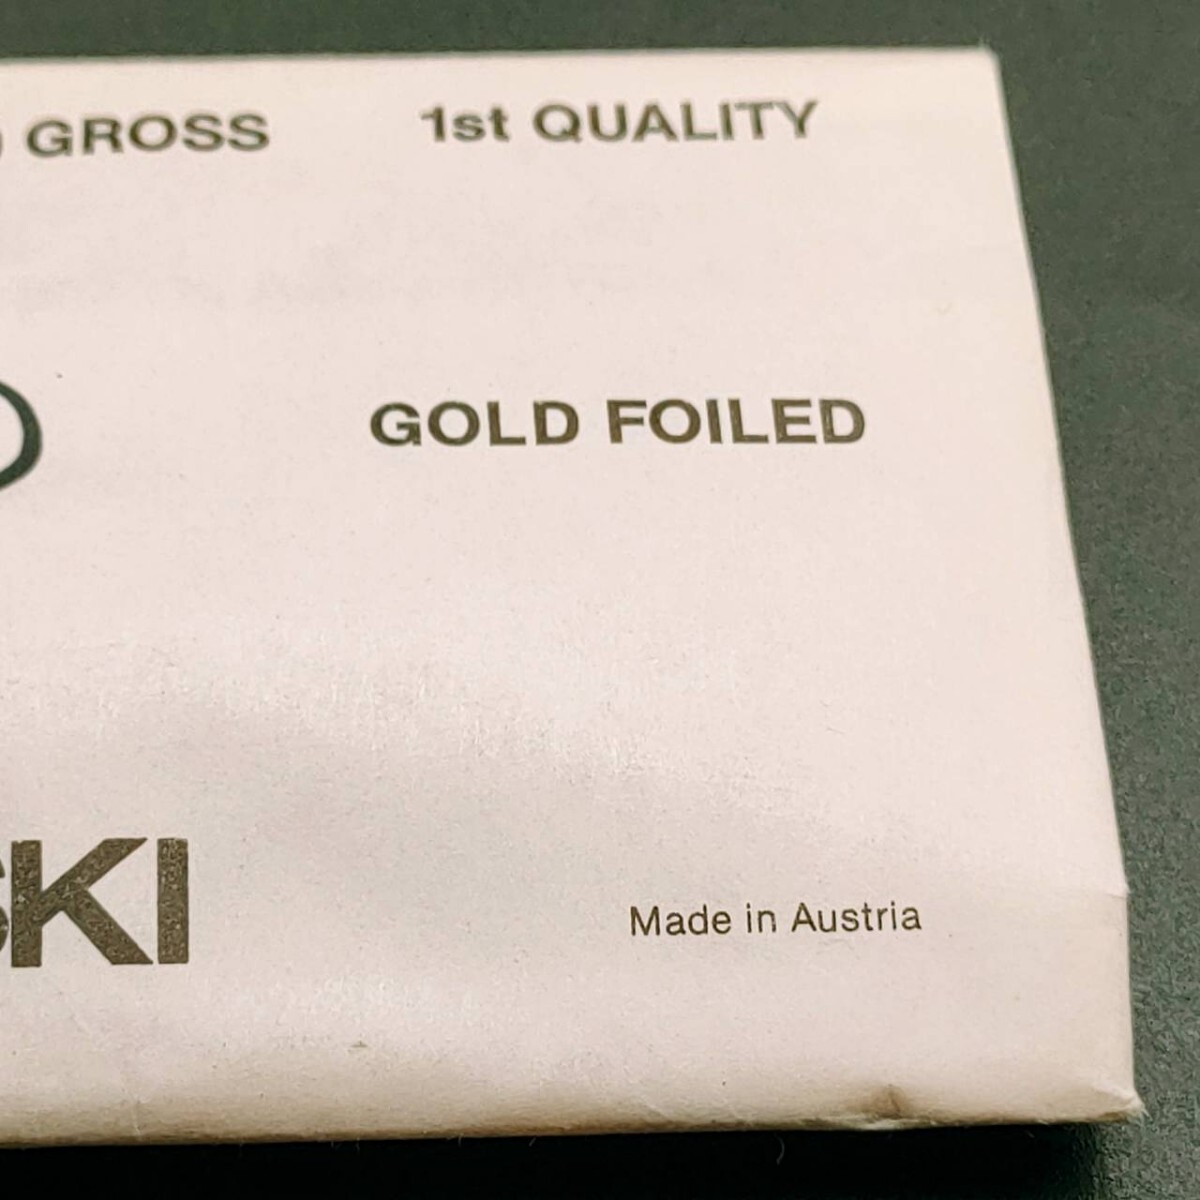 GROSS 1st QUALITY
GOLD FOILED
SKI
Made in Austria